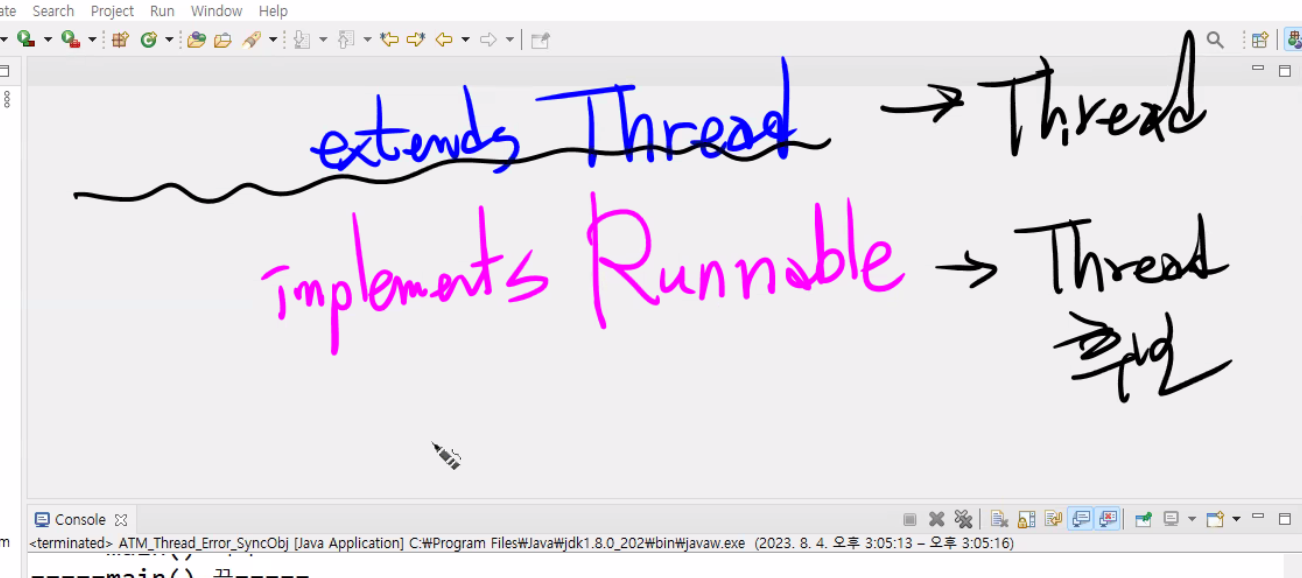 ate Search Project Run Window Help
extends Thread → Thread
implements Runnable → Thread
Console
m <terminated> ATM_Thread_Error_SyncObj [Java Application] C:₩Program Files₩Java₩jdk1.8.0_202₩bin₩javaw.exe (2023. 8. 4. 오후 3:05:13 – 오후 3:05:16)
=====main() 끝=====